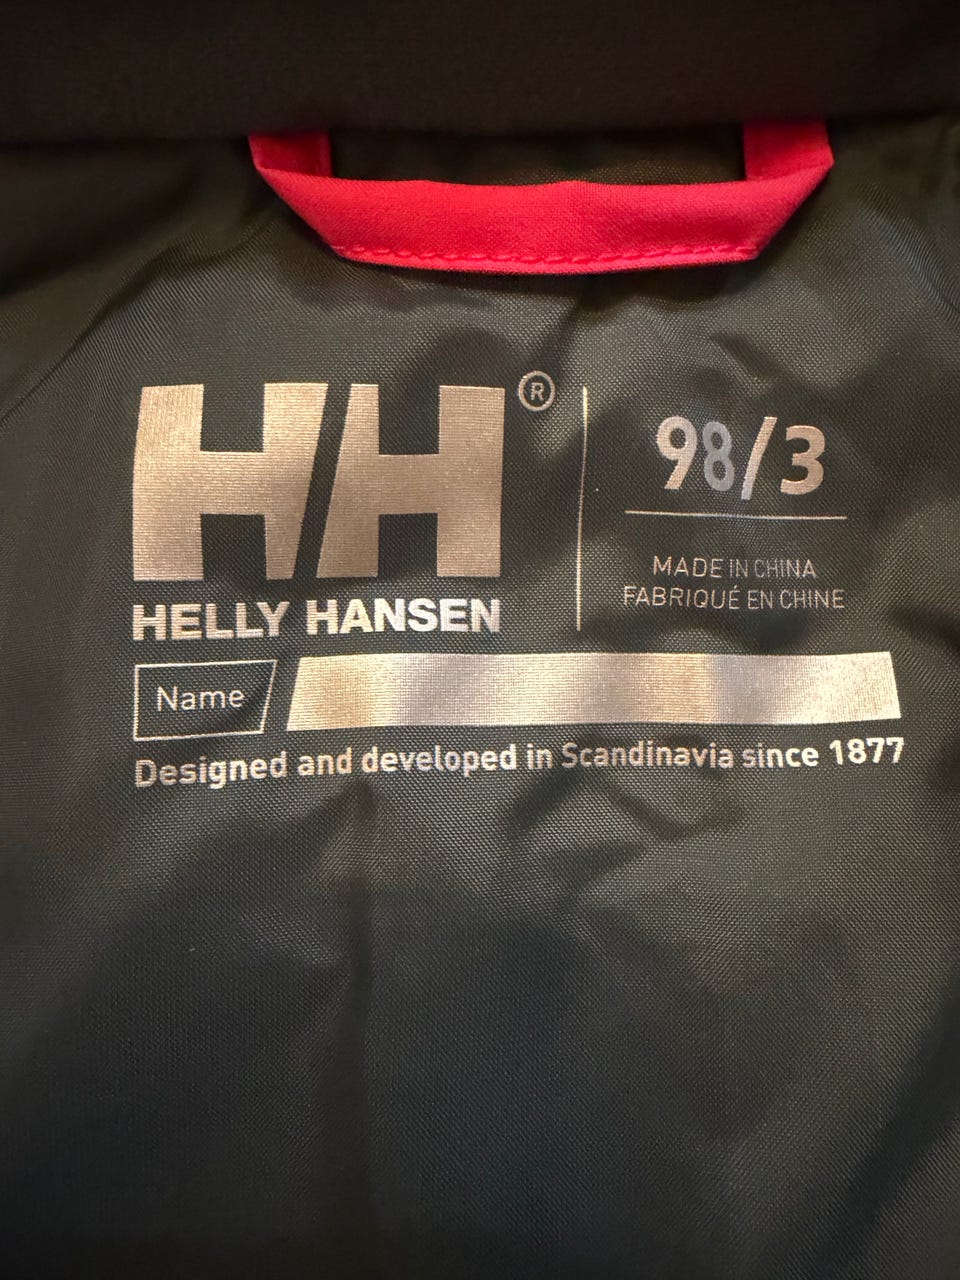 HH®
HELLY HANSEN
98/3
MADE IN CHINA
FABRIQUÉ EN CHINE
Name
Designed and developed in Scandinavia since 1877